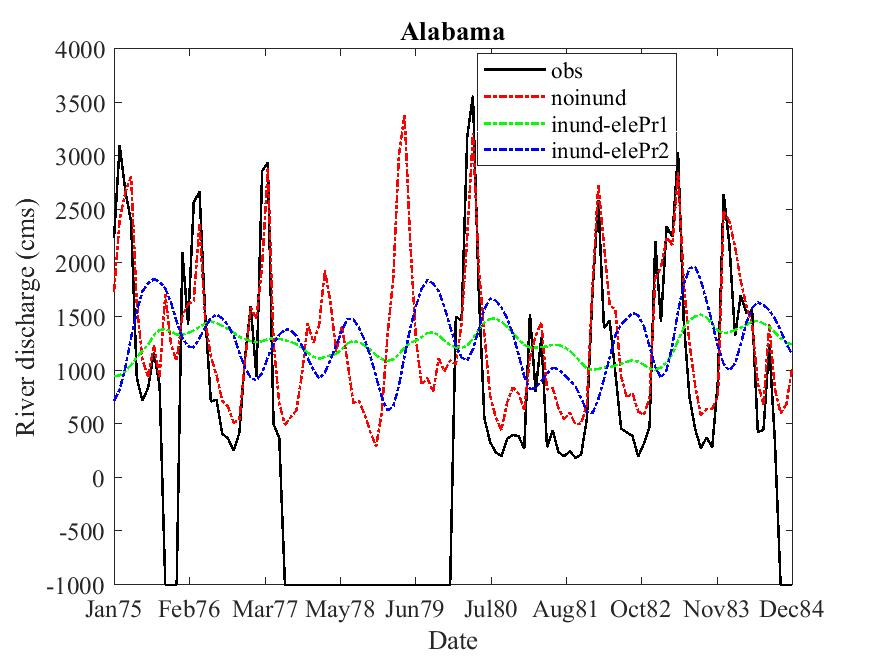 Alabama
4000
3500
3000
2500
2000
1500
1000
500
0
-500
-1000
River discharge (cms)
obs
noinund
inund-elePr1
inund-elePr2
Jan75 Feb76 Mar77 May78 Jun79 Jul80 Aug81 Oct82 Nov83 Dec84
Date